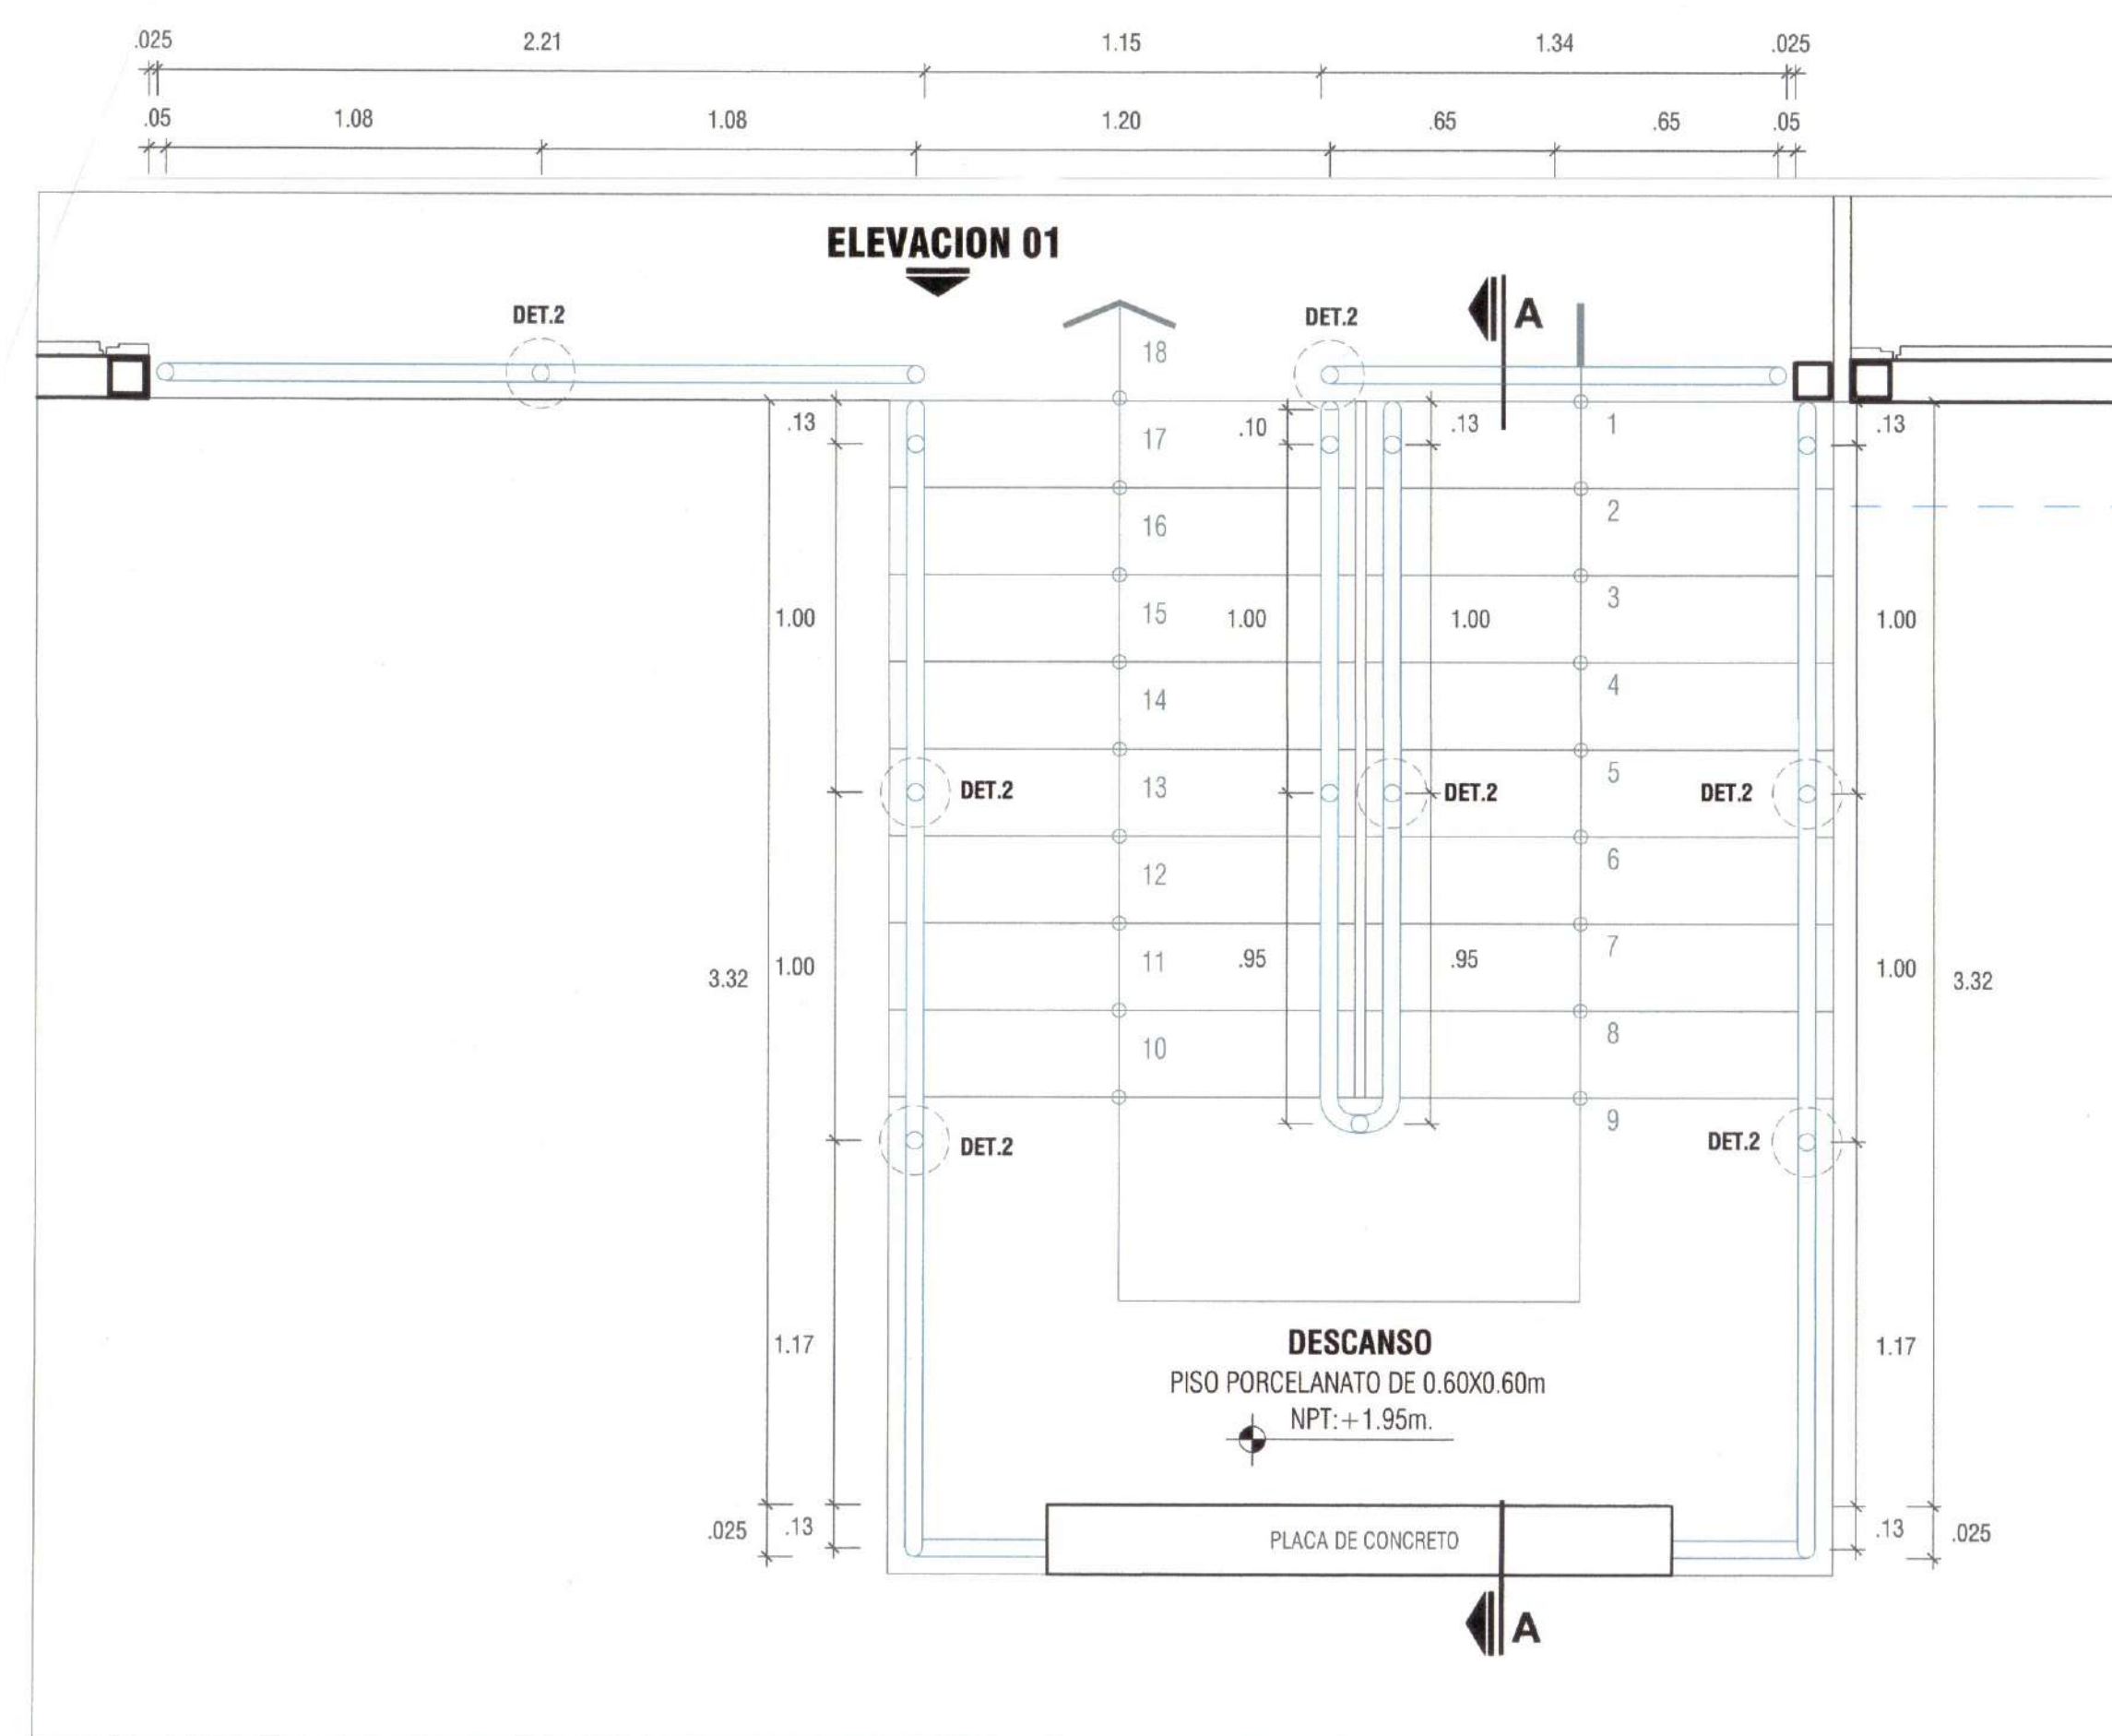 .025 2.21 1.15 1.34 .025
.05 1.08 1.08 1.20 .65 .65 .05
ELEVACION 01
DET.2 DET.2 A
18
.13 17 .10 .13 1 .13
16 2
1.00 15 1.00 1.00 3 1.00
14 4
DET.2 13 DET.2 5 DET.2
12 6
3.32 1.00 11 .95 .95 7 1.00 3.32
10 8
DET.2 9 DET.2
1.17 DESCANSO 1.17
PISO PORCELANATO DE 0.60X0.60m
NPT:+1.95m.
.025 .13 PLACA DE CONCRETO .13 .025
A